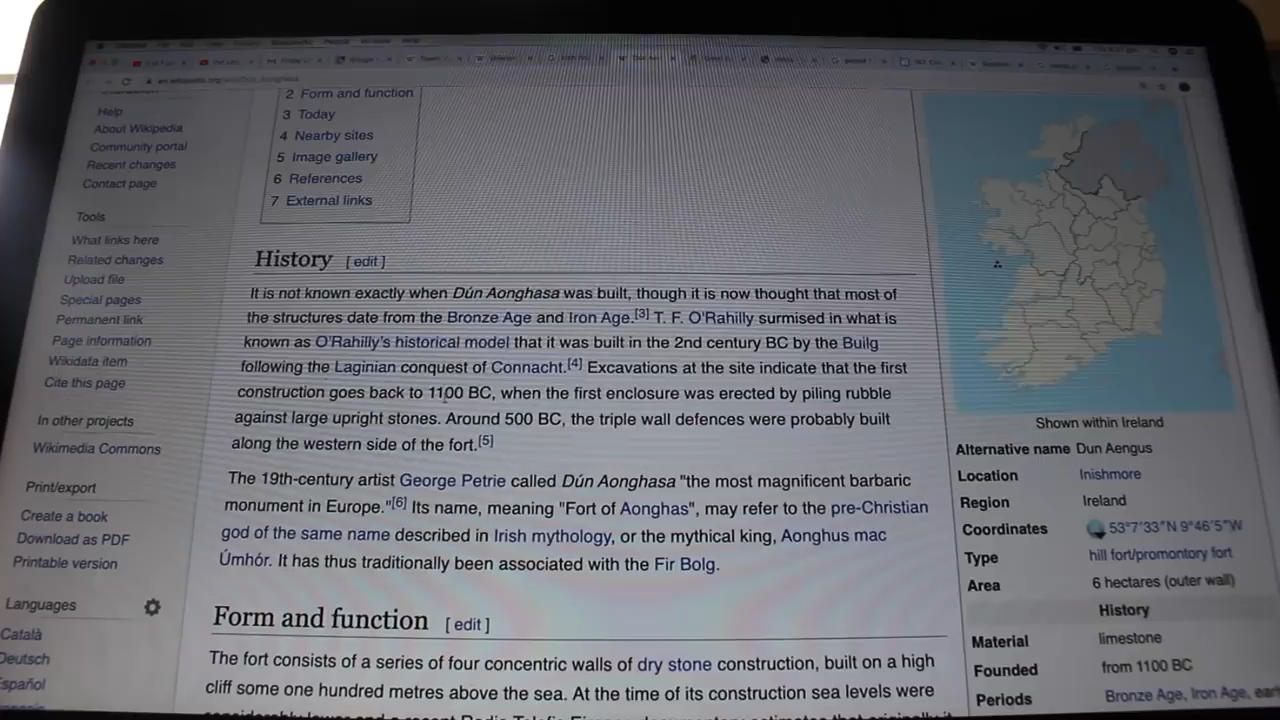 2 Form and function
3 Today
4 Nearby sites
5 Image gallery
6 References
7 External links
Help
About Wikipedia
Community portal
Recent changes
Contact page
Tools
What links here
Related changes
Upload file
Special pages
Permanent link
Page information
Wikidata item
Cite this page
In other projects
Wikimedia Commons
Print/export
Create a book
Download as PDF
Printable version
Languages
Català
Deutsch
History [ edit ]
It is not known exactly when Dún Aonghasa was built, though it is now thought that most of
the structures date from the Bronze Age and Iron Age.[3] T. F. O'Rahilly surmised in what is
known as O'Rahilly's historical model that it was built in the 2nd century BC by the Builg
following the Laginian conquest of Connacht.[4] Excavations at the site indicate that the first
construction goes back to 1100 BC, when the first enclosure was erected by piling rubble
against large upright stones. Around 500 BC, the triple wall defences were probably built
along the western side of the fort.[5]
The 19th-century artist George Petrie called Dún Aonghasa "the most magnificent barbaric
monument in Europe."[6] Its name, meaning "Fort of Aonghas", may refer to the pre-Christian
god of the same name described in Irish mythology, or the mythical king, Aonghus mac
Úmhór. It has thus traditionally been associated with the Fir Bolg.
Form and function [ edit ]
The fort consists of a series of four concentric walls of dry stone construction, built on a high
cliff some one hundred metres above the sea. At the time of its construction sea levels were
Shown within Ireland
Alternative name Dun Aengus
Location Inishmore
Region Ireland
Coordinates 53°7′33″N 9°46′5″W
Type hill fort/promontory fort
Area 6 hectares (outer wall)
History
Material limestone
Founded from 1100 BC
Periods Bronze Age, Iron Age,